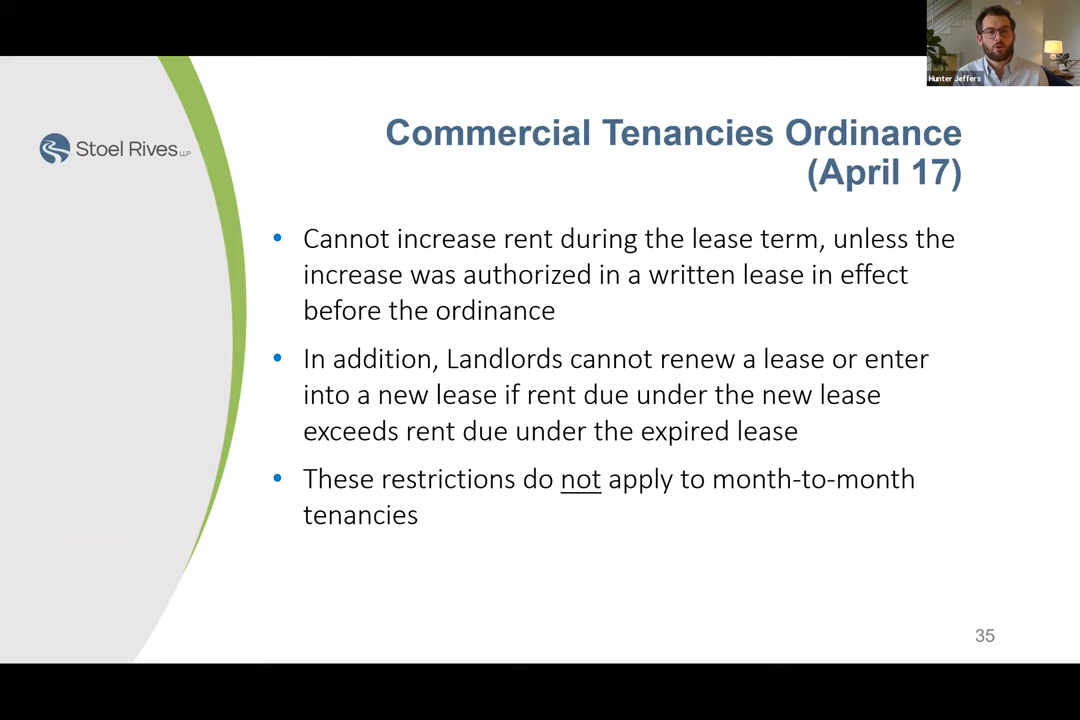 Hunter Jeffers
Stoel Rives LLP
Commercial Tenancies Ordinance
(April 17)
• Cannot increase rent during the lease term, unless the
increase was authorized in a written lease in effect
before the ordinance
• In addition, Landlords cannot renew a lease or enter
into a new lease if rent due under the new lease
exceeds rent due under the expired lease
• These restrictions do not apply to month-to-month
tenancies
35